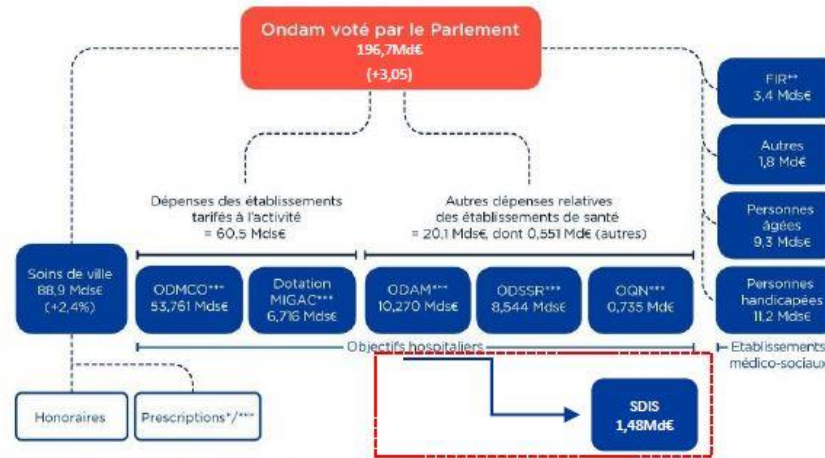 Ondam voté par le Parlement
196,7Md€
(+3,05)
FIR**
3,4 Mds€
Autres
1,8 Md€
Dépenses des établissements
tarifés à l'activité
= 60,5 Mds€
Autres dépenses relatives
des établissements de santé
= 20,1 Mds€, dont 0,551 Md€ (autres)
Personnes
âgées
9,3 Mds€
Soins de ville
88,9 Mds€
(+2,4%)
ODMCO***
53,761 Mds€
Dotation
MIGAC***
6,716 Mds€
ODAM***
10,270 Mds€
ODSSR***
8,544 Mds€
OQN***
0,735 Md€
Personnes
handicapées
11,2 Mds€
Objectifs hospitaliers
Etablissements
médico-sociaux
Honoraires
Prescriptions*/***
SDIS
1,48Md€